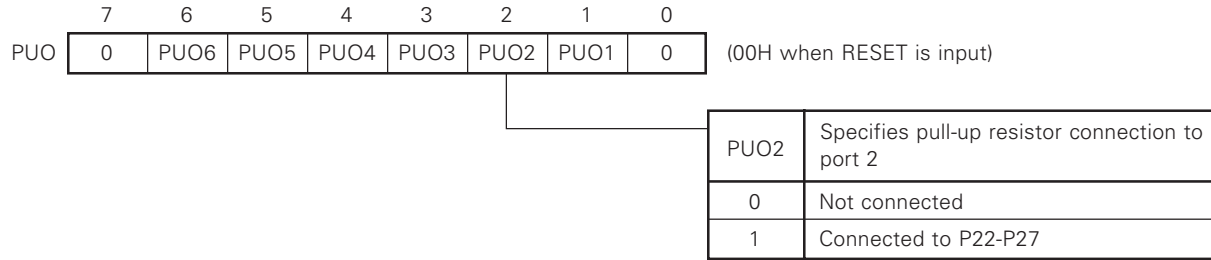 7 6 5 4 3 2 1 0
PUO 0 PUO6 PUO5 PUO4 PUO3 PUO2 PUO1 0 (00H when RESET is input)
PUO2 Specifies pull-up resistor connection to
port 2
0 Not connected
1 Connected to P22-P27